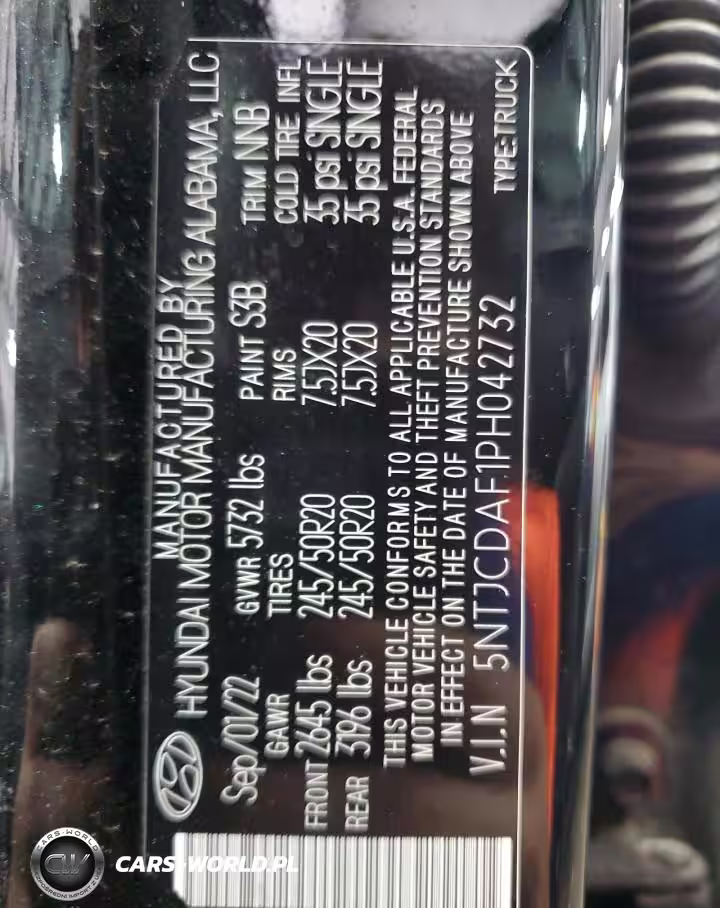 MANUFACTURED BY
HYUNDAI MOTOR MANUFACTURING ALABAMA, LLC
Sep/01/22 GVWR 5732 lbs PAINT S3B TRIM NNB
GAWR TIRES RIMS COLD TIRE INFL
FRONT 2645 lbs 245/50R20 7.5JX20 35 psi SINGLE
REAR 3196 lbs 245/50R20 7.5JX20 35 psi SINGLE
THIS VEHICLE CONFORMS TO ALL APPLICABLE U.S.A. FEDERAL
MOTOR VEHICLE SAFETY AND THEFT PREVENTION STANDARDS
IN EFFECT ON THE DATE OF MANUFACTURE SHOWN ABOVE
V.I.N 5NTJCDAF1PH042732 TYPE:TRUCK
CARS-WORLD
CW
CARS-WORLD.PL